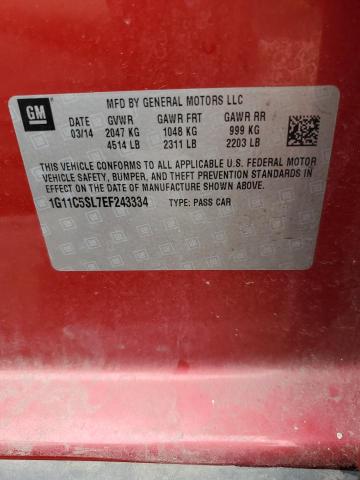 GM
MFD BY GENERAL MOTORS LLC
DATE GVWR GAWR FRT GAWR RR
03/14 2047 KG 1048 KG 999 KG
4514 LB 2311 LB 2203 LB
THIS VEHICLE CONFORMS TO ALL APPLICABLE U.S. FEDERAL MOTOR
VEHICLE SAFETY, BUMPER, AND THEFT PREVENTION STANDARDS IN
EFFECT ON THE DATE OF MANUFACTURE SHOWN ABOVE.
1G11C5SL7EF243334 TYPE: PASS CAR